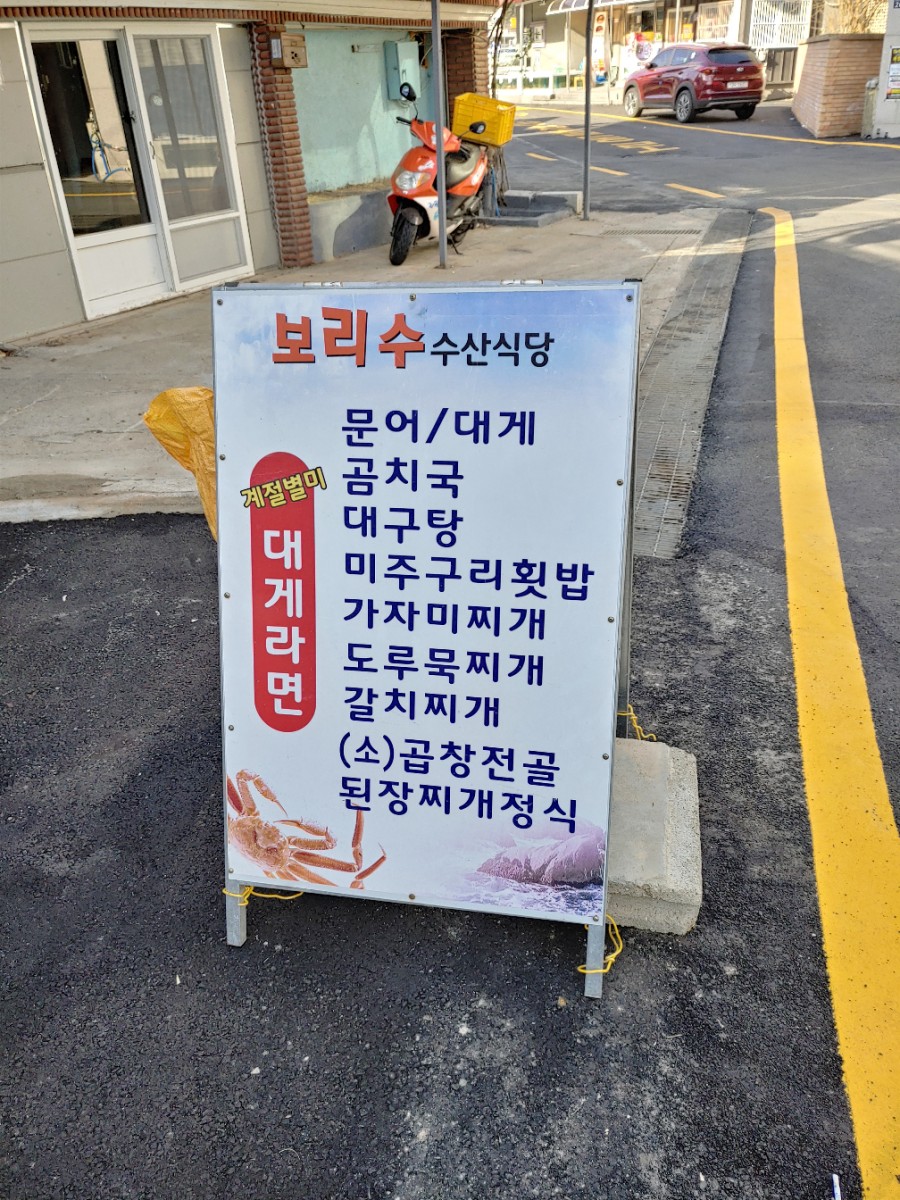 보리수 수산식당
문어/대게
곰치국
대구탕
미주구리횟밥
가자미찌개
도루묵찌개
갈치찌개
(소)곱창전골
된장찌개정식
계절별미
대게라면